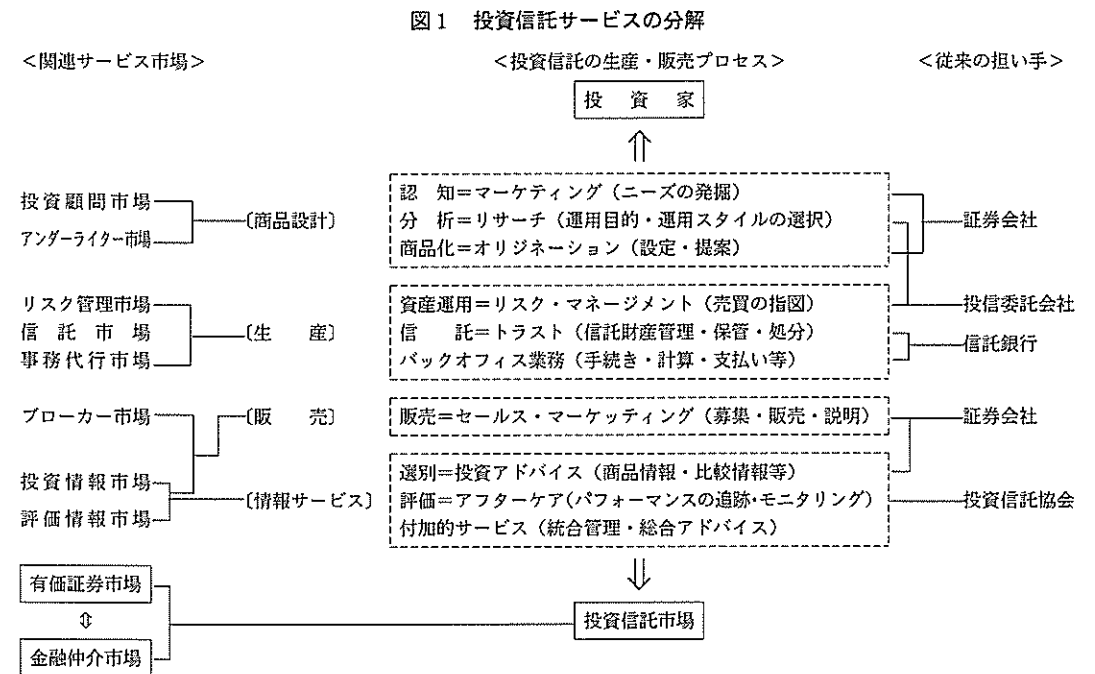 図1 投資信託サービスの分解
<関連サービス市場> <投資信託の生産・販売プロセス> <従来の担い手>
投資家
投資顧問市場
アンダーライター市場
〔商品設計〕
認知=マーケティング(ニーズの発掘)
分析=リサーチ(運用目的・運用スタイルの選択)
商品化=オリジネーション(設定・提案)
証券会社
リスク管理市場
信託市場
事務代行市場
〔生産〕
資産運用=リスク・マネージメント(売買の指図)
信託=トラスト(信託財産管理・保管・処分)
バックオフィス業務(手続き・計算・支払い等)
投信委託会社
信託銀行
ブローカー市場
〔販売〕
販売=セールス・マーケッティング(募集・販売・説明)
証券会社
投資情報市場
評価情報市場
〔情報サービス〕
選別=投資アドバイス(商品情報・比較情報等)
評価=アフターケア(パフォーマンスの追跡・モニタリング)
付加的サービス(統合管理・総合アドバイス)
投資信託協会
有価証券市場
金融仲介市場
投資信託市場